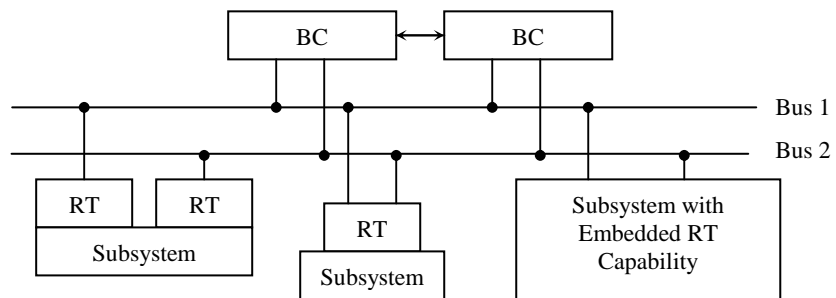 BC
BC
Bus 1
Bus 2
RT
RT
Subsystem
RT
Subsystem
Subsystem with
Embedded RT
Capability